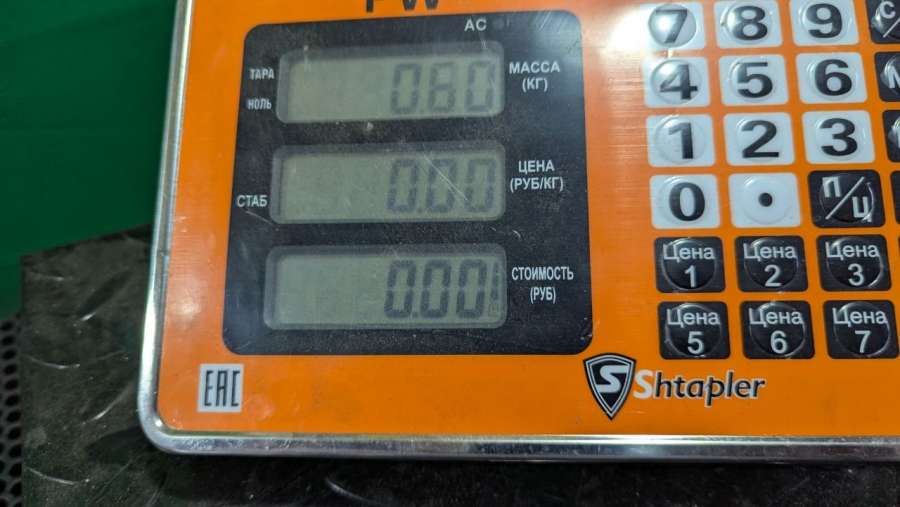 PW
AC
ТАРА
НОЛЬ
0.60
МАССА
(КГ)
СТАБ
0.00
ЦЕНА
(РУБ/КГ)
0.00
СТОИМОСТЬ
(РУБ)
EAC
Shtapler
7 8 9 С/
4 5 6
1 2 3
0 . П/Ц
Цена 1
Цена 2
Цена 3
Цена 5
Цена 6
Цена 7